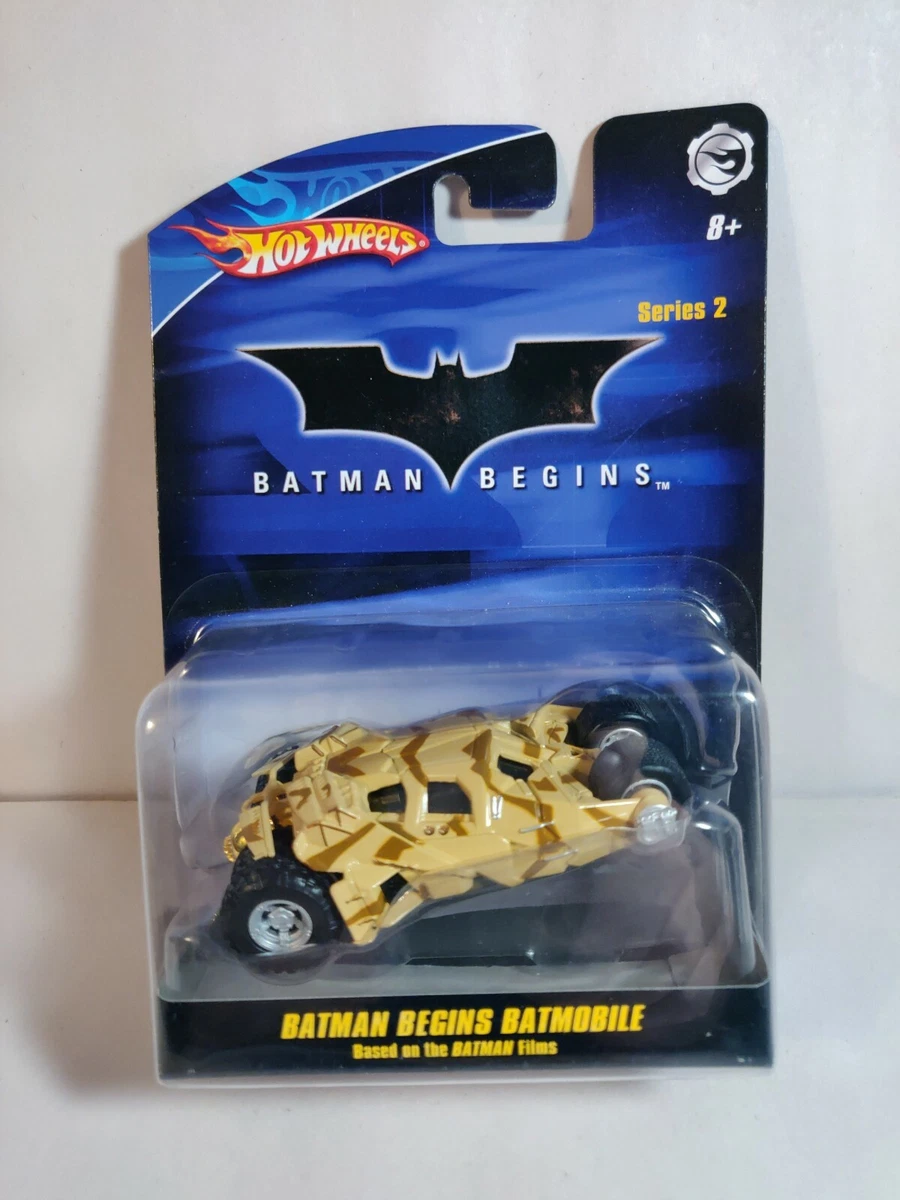 HOT WHEELS®
8+
Series 2
BATMAN BEGINS™
BATMAN BEGINS BATMOBILE
Based on the BATMAN Films